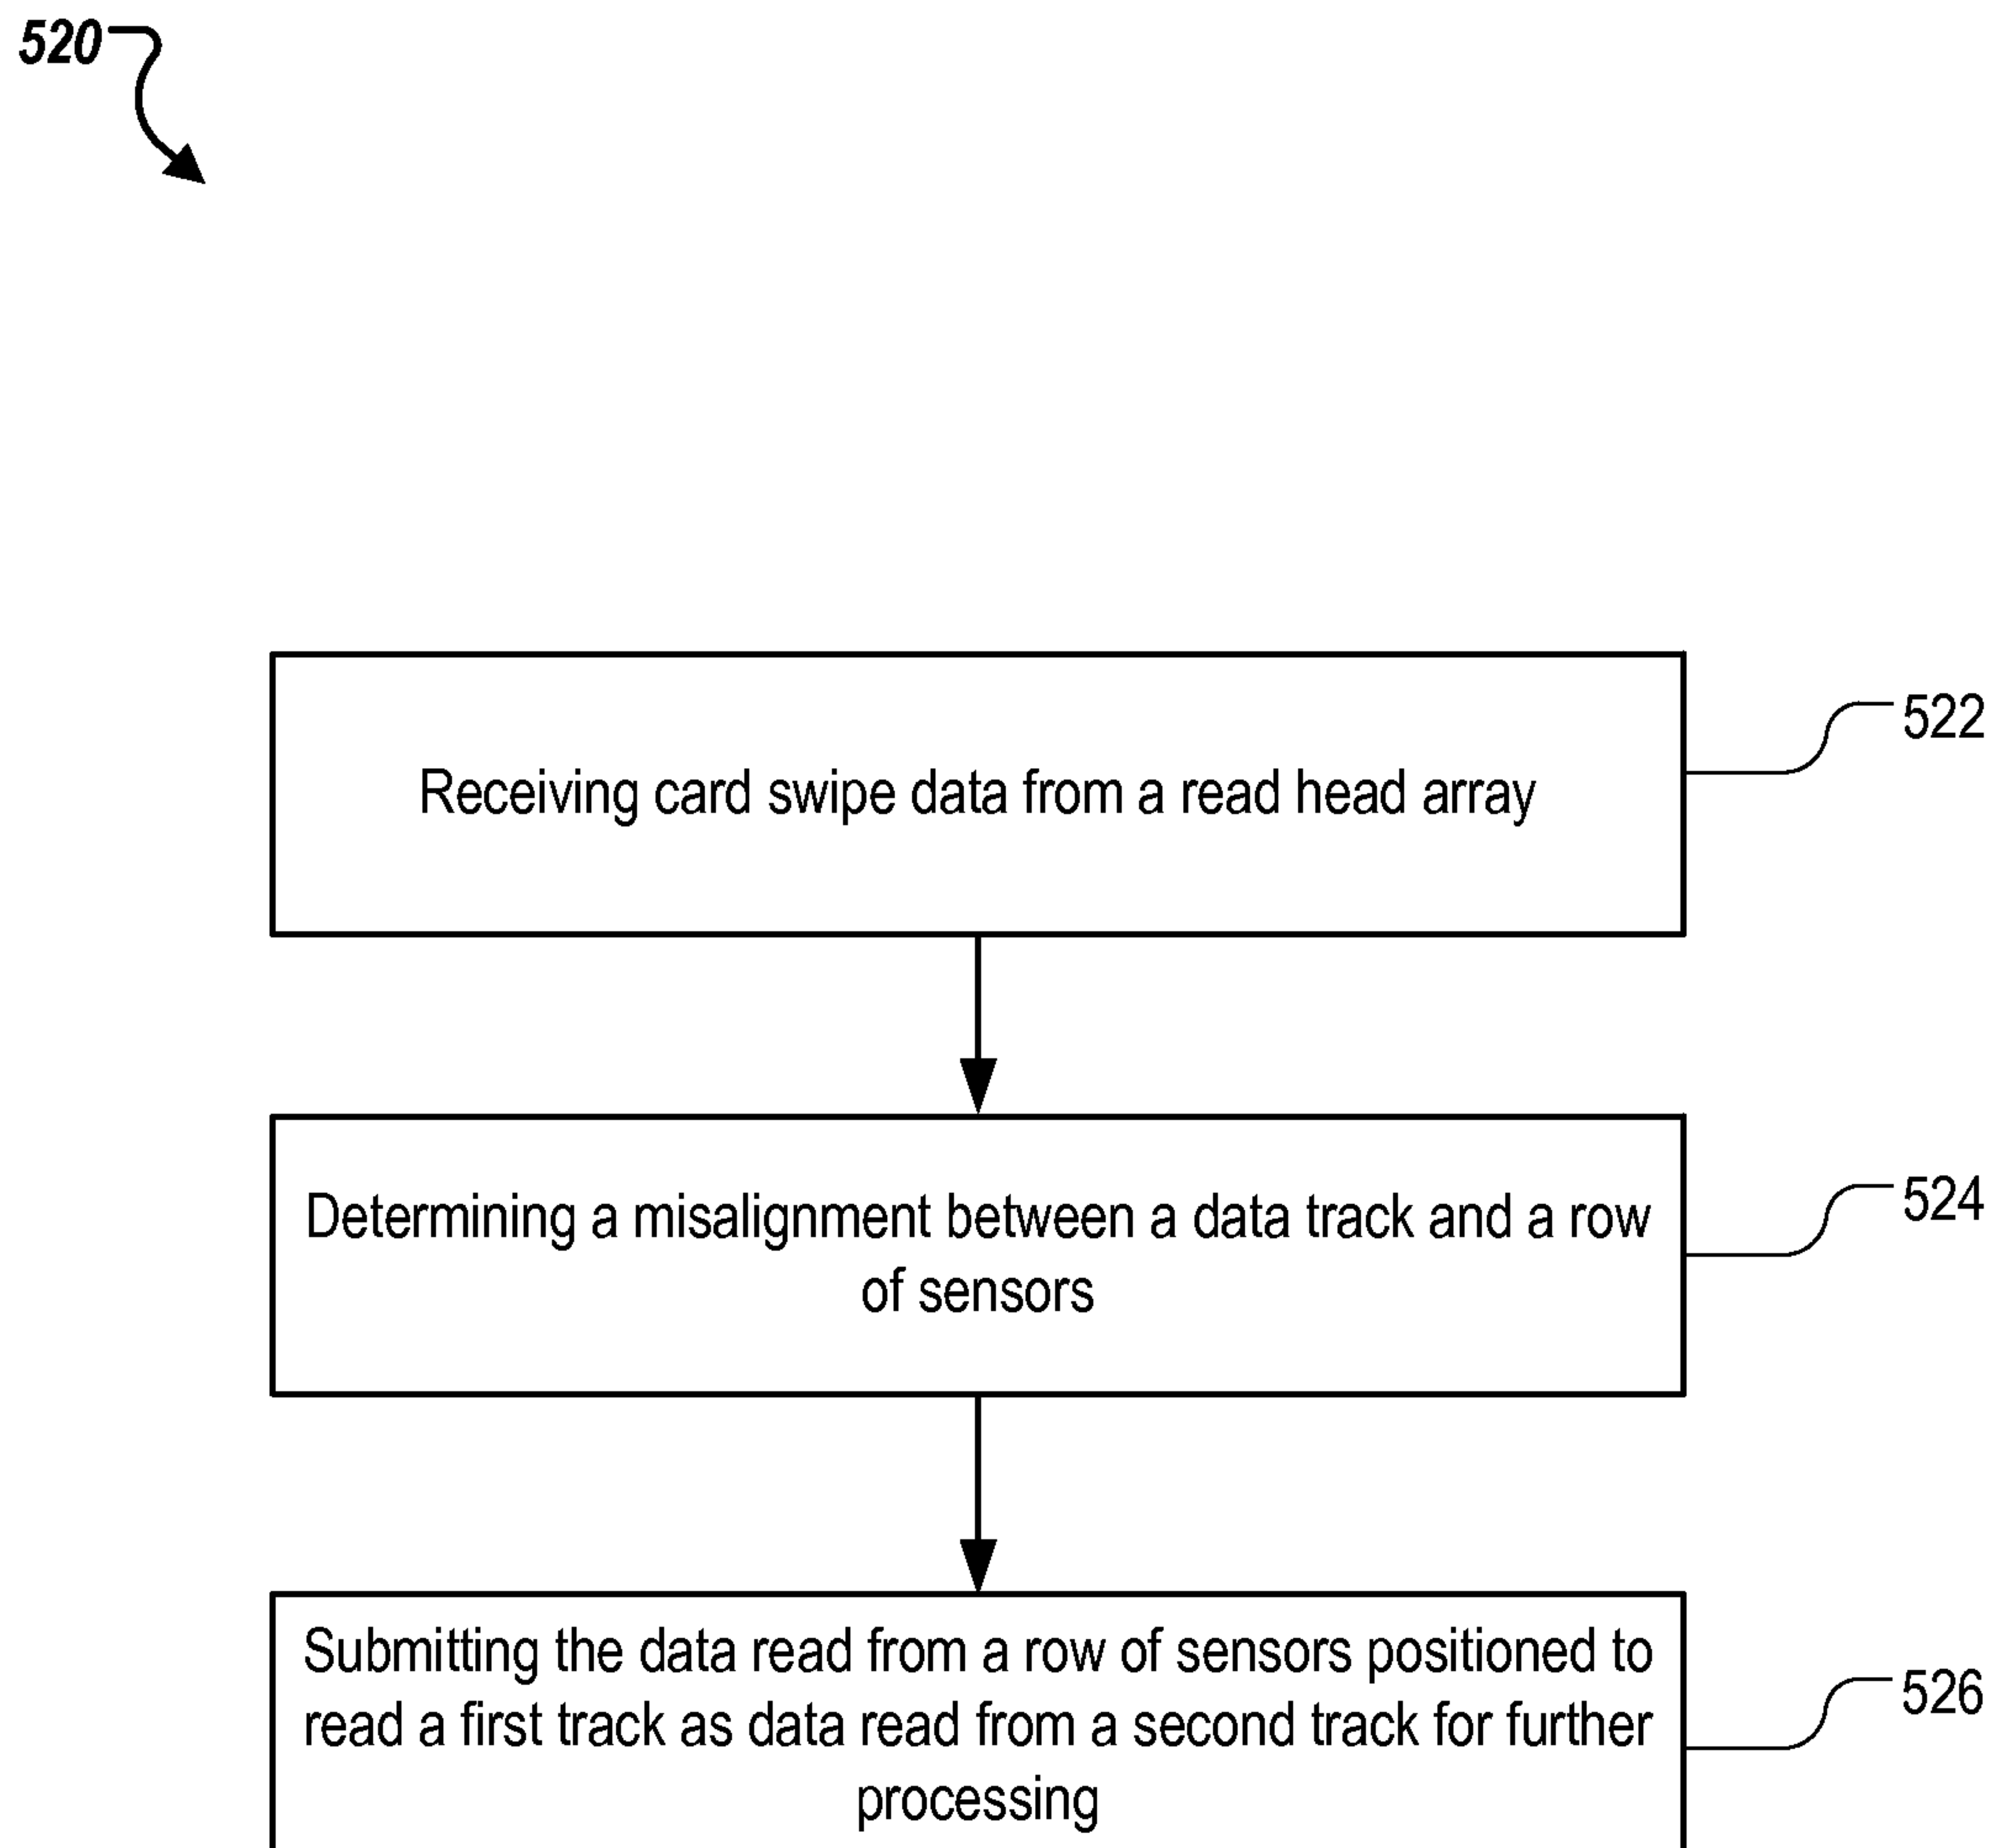 520
Receiving card swipe data from a read head array
522
Determining a misalignment between a data track and a row
of sensors
524
Submitting the data read from a row of sensors positioned to
read a first track as data read from a second track for further
processing
526